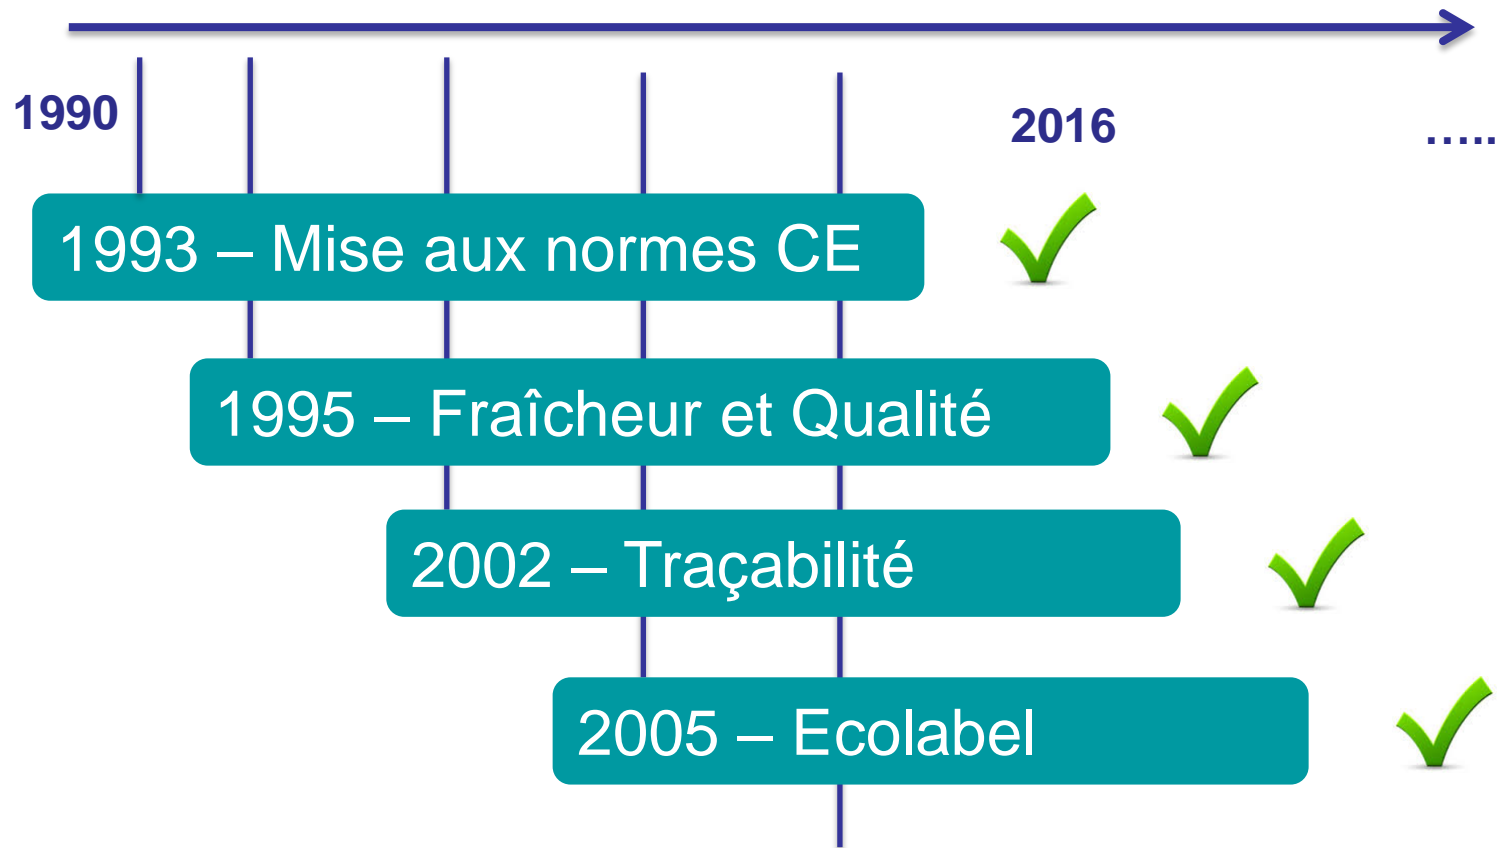 1990
2016
.....
1993 – Mise aux normes CE
1995 – Fraîcheur et Qualité
2002 – Traçabilité
2005 – Ecolabel